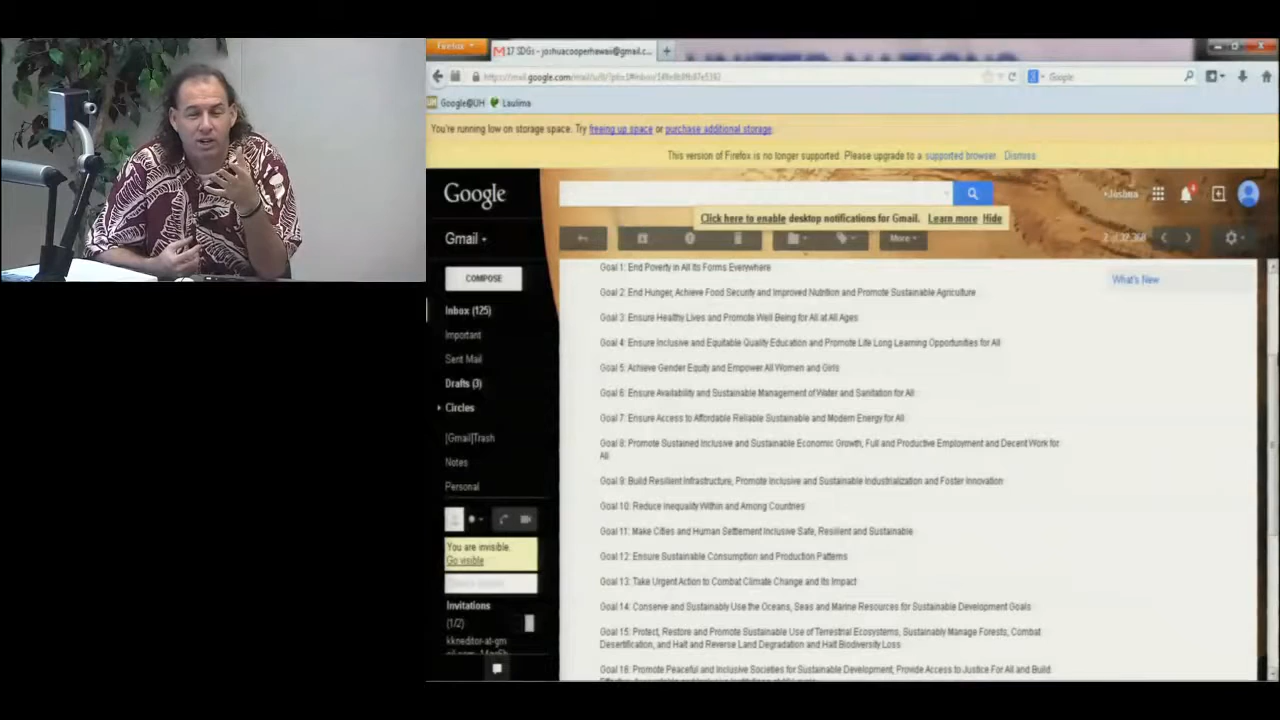 Firefox
17 SDGs - joshuacooperhawaii@gmail.c...
Google
Google@UH Laulima
You're running low on storage space. Try freeing up space or purchase additional storage.
This version of Firefox is no longer supported. Please upgrade to a supported browser. Dismiss
Google
+Joshua
4
Click here to enable desktop notifications for Gmail. Learn more Hide
Gmail
More
COMPOSE
Inbox (125)
Important
Sent Mail
Drafts (3)
Circles
[Gmail]Trash
Notes
Personal
You are invisible.
Go visible
Invitations
(1/2)
kkneditor-at-gm
Goal 1: End Poverty in All Its Forms Everywhere
Goal 2: End Hunger, Achieve Food Security and Improved Nutrition and Promote Sustainable Agriculture
Goal 3: Ensure Healthy Lives and Promote Well Being for All at All Ages
Goal 4: Ensure Inclusive and Equitable Quality Education and Promote Life Long Learning Opportunities for All
Goal 5: Achieve Gender Equity and Empower All Women and Girls
Goal 6: Ensure Availability and Sustainable Management of Water and Sanitation for All
Goal 7: Ensure Access to Affordable Reliable Sustainable and Modern Energy for All
Goal 8: Promote Sustained Inclusive and Sustainable Economic Growth, Full and Productive Employment and Decent Work for
All
Goal 9: Build Resilient Infrastructure, Promote Inclusive and Sustainable Industrialization and Foster Innovation
Goal 10: Reduce Inequality Within and Among Countries
Goal 11: Make Cities and Human Settlement Inclusive Safe, Resilient and Sustainable
Goal 12: Ensure Sustainable Consumption and Production Patterns
Goal 13: Take Urgent Action to Combat Climate Change and Its Impact
Goal 14: Conserve and Sustainably Use the Oceans, Seas and Marine Resources for Sustainable Development Goals
Goal 15: Protect, Restore and Promote Sustainable Use of Terrestrial Ecosystems, Sustainably Manage Forests, Combat
Desertification, and Halt and Reverse Land Degradation and Halt Biodiversity Loss
Goal 16: Promote Peaceful and Inclusive Societies for Sustainable Development; Provide Access to Justice For All and Build
What's New